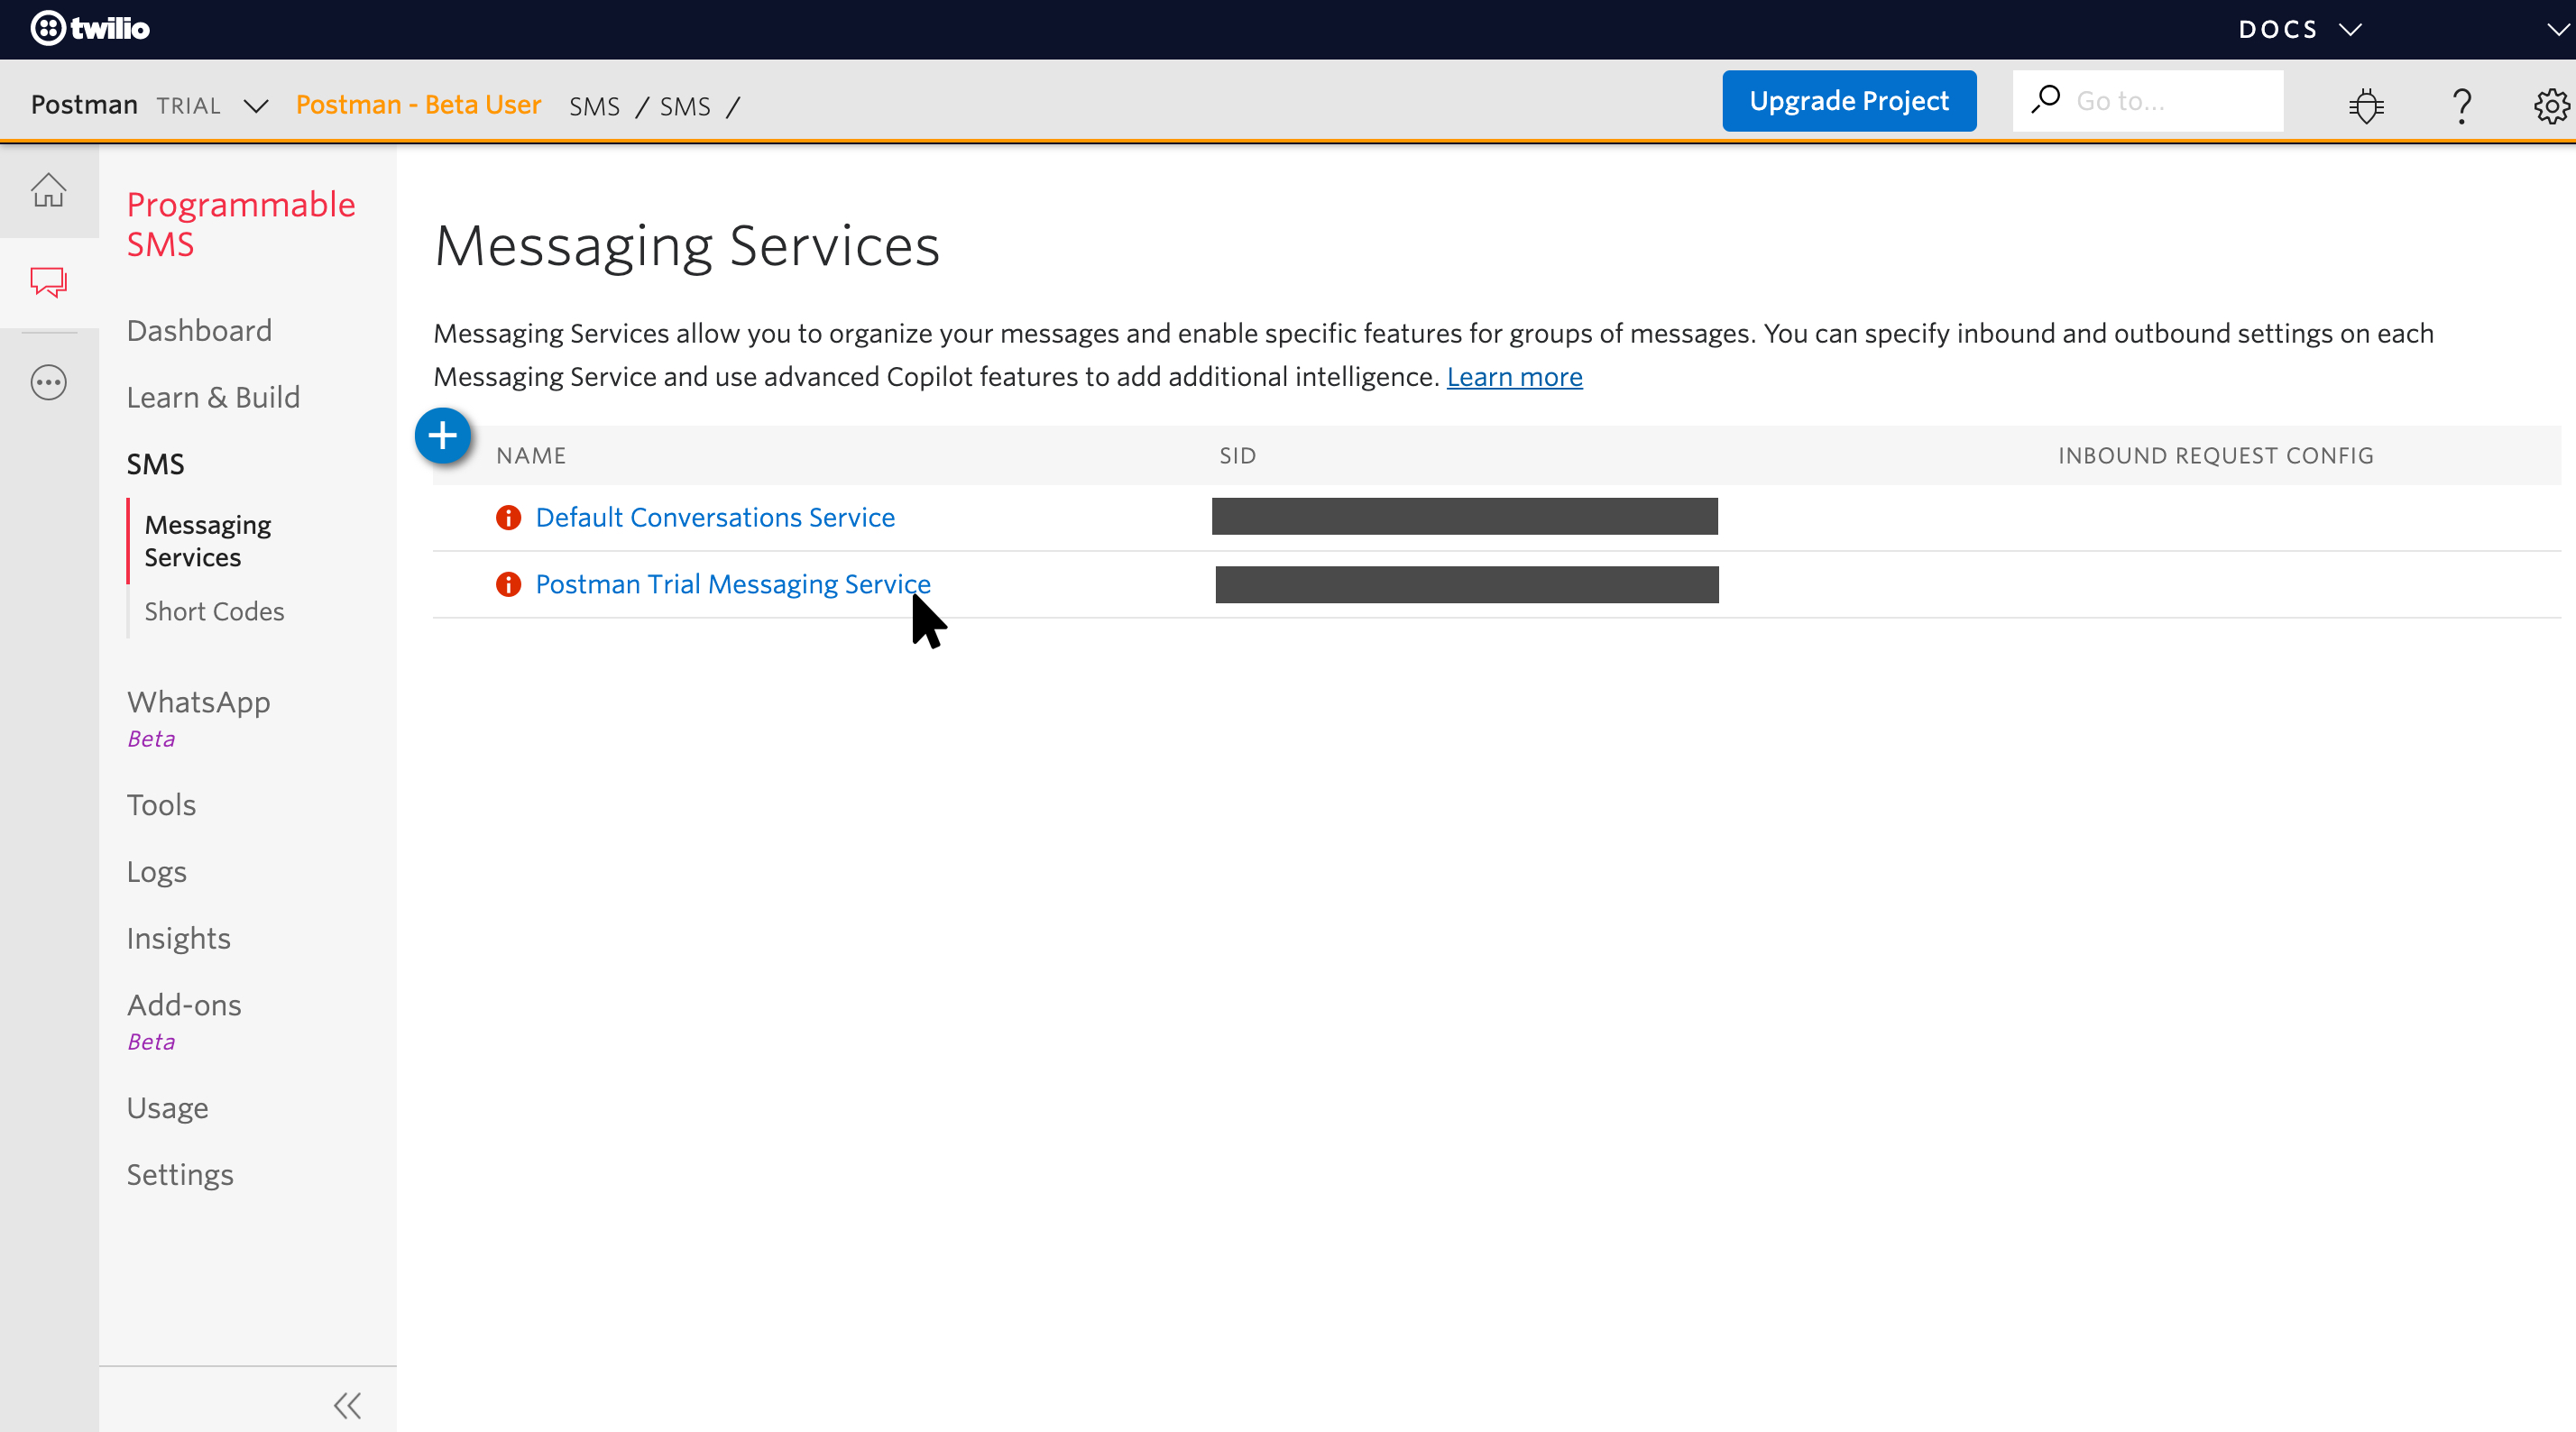 twilio
DOCS
Postman TRIAL Postman - Beta User SMS / SMS /
Upgrade Project
Go to...
Programmable
SMS
Dashboard
Learn & Build
SMS
Messaging
Services
Short Codes
WhatsApp
Beta
Tools
Logs
Insights
Add-ons
Beta
Usage
Settings
Messaging Services
Messaging Services allow you to organize your messages and enable specific features for groups of messages. You can specify inbound and outbound settings on each
Messaging Service and use advanced Copilot features to add additional intelligence. Learn more
NAME SID INBOUND REQUEST CONFIG
Default Conversations Service
Postman Trial Messaging Service